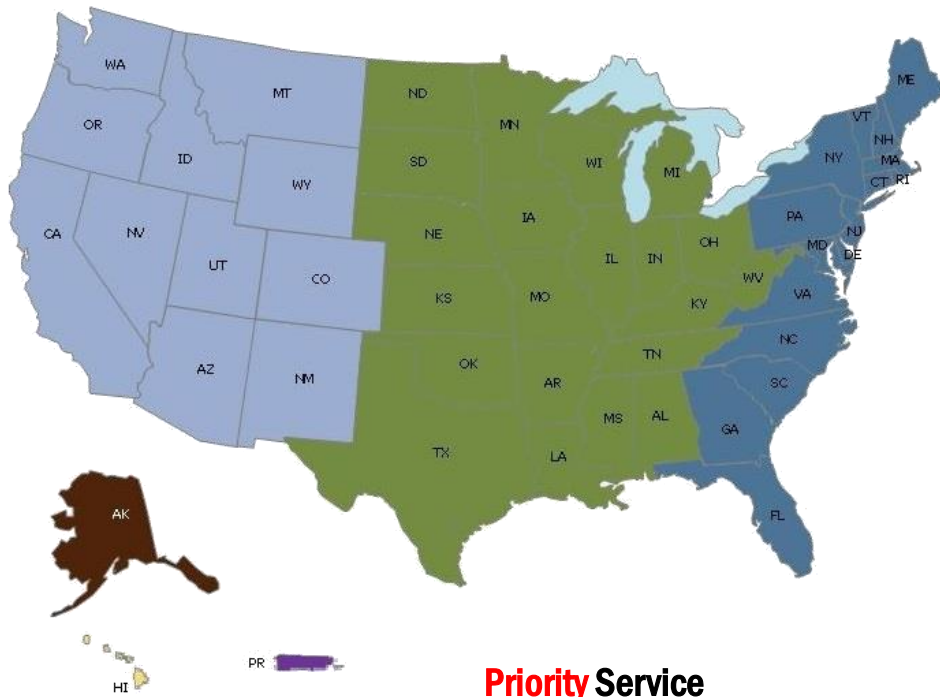 WA
MT
ND
MN
ME
OR
ID
SD
WI
MI
VT
NH
NY
MA
CT
RI
WY
CA
NV
UT
CO
NE
IA
IL
IN
OH
PA
NJ
MD
DE
WV
VA
KS
MO
KY
AZ
NM
OK
AR
TN
NC
SC
MS
AL
GA
TX
LA
FL
AK
HI
PR
Priority Service